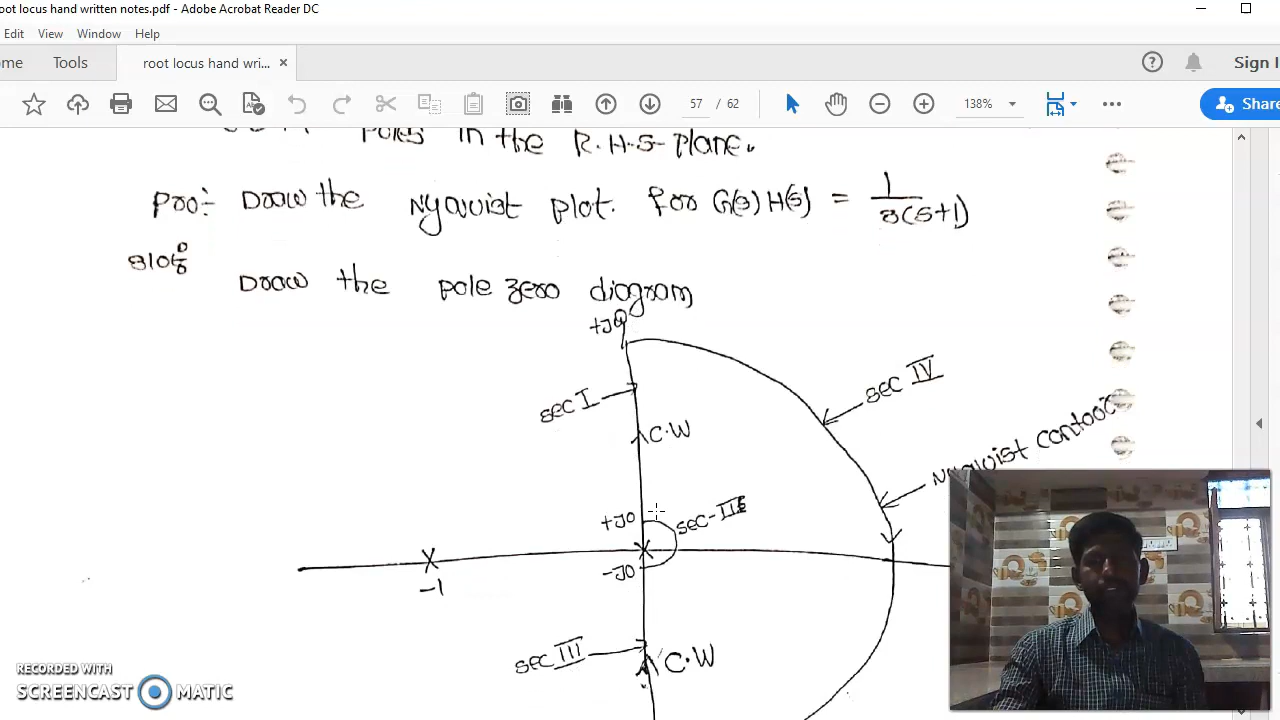 root locus hand written notes.pdf - Adobe Acrobat Reader DC
Edit View Window Help
ome Tools root locus hand wri... × Sign I
57 / 62 138% Share
poles in the R.H-S-plane.
pro:- Draw the Nyquist plot. for G(s) H(s) = 1/s(s+1)
Draw the pole zero diagram
+J∞
sec I
sec IV
C.W
Nyquist contour
+J0
sec-II
-J0
-1
sec III
C.W
RECORDED WITH
SCREENCAST MATIC